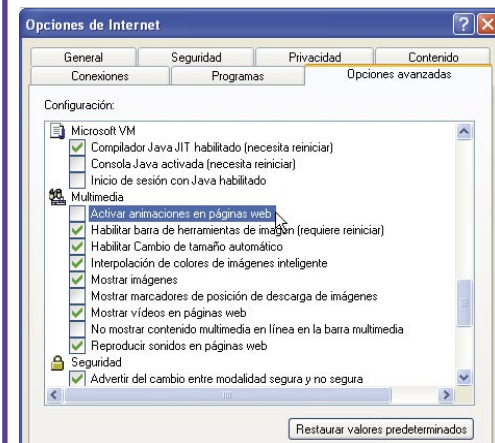 Opciones de Internet
General Seguridad Privacidad Contenido
Conexiones Programas Opciones avanzadas
Configuración:
Microsoft VM
Compilador Java JIT habilitado (necesita reiniciar)
Consola Java activada (necesita reiniciar)
Inicio de sesión con Java habilitado
Multimedia
Activar animaciones en páginas web
Habilitar barra de herramientas de imagen (requiere reiniciar)
Habilitar Cambio de tamaño automático
Interpolación de colores de imágenes inteligente
Mostrar imágenes
Mostrar marcadores de posición de descarga de imágenes
Mostrar vídeos en páginas web
No mostrar contenido multimedia en línea en la barra multimedia
Reproducir sonidos en páginas web
Seguridad
Advertir del cambio entre modalidad segura y no segura
Restaurar valores predeterminados